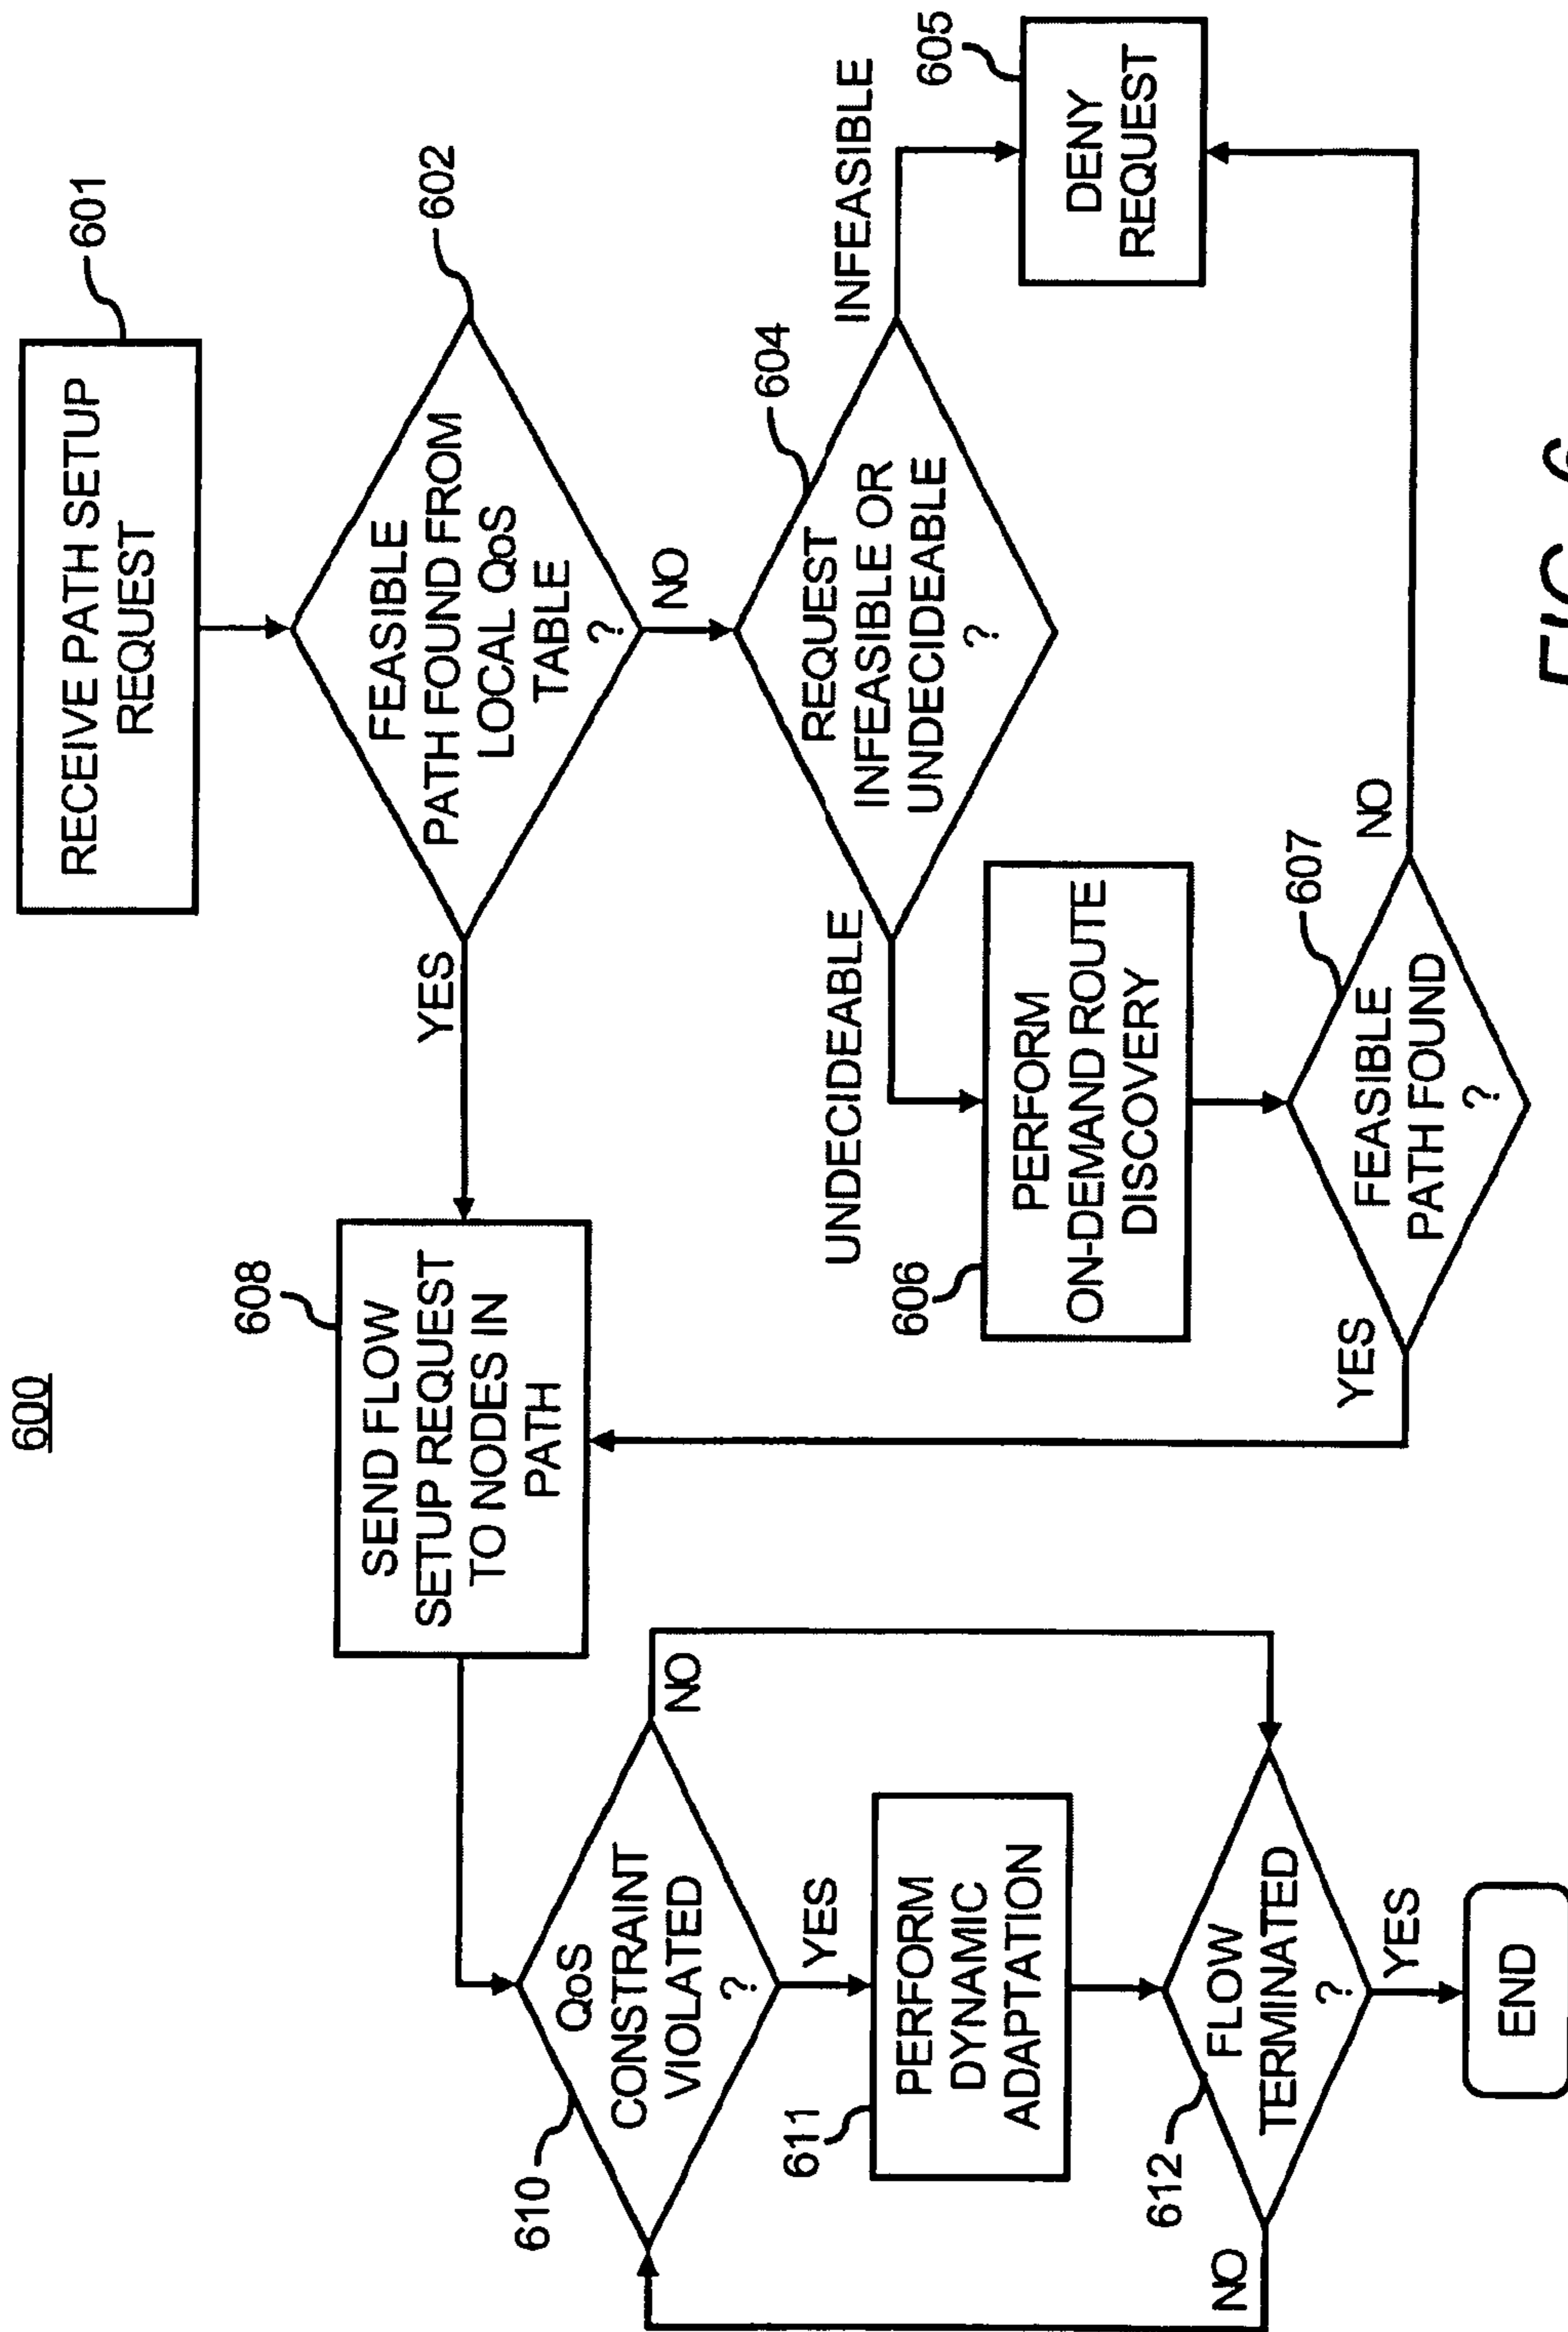 600
RECEIVE PATH SETUP
REQUEST
601
FEASIBLE
PATH FOUND FROM
LOCAL QoS
TABLE
?
602
YES
NO
REQUEST
INFEASIBLE OR
UNDECIDEABLE
?
604
INFEASIBLE
UNDECIDEABLE
DENY
REQUEST
605
PERFORM
ON-DEMAND ROUTE
DISCOVERY
606
FEASIBLE
PATH FOUND
?
607
YES
NO
SEND FLOW
SETUP REQUEST
TO NODES IN
PATH
608
QoS
CONSTRAINT
VIOLATED
?
610
NO
YES
PERFORM
DYNAMIC
ADAPTATION
611
FLOW
TERMINATED
?
612
NO
YES
END